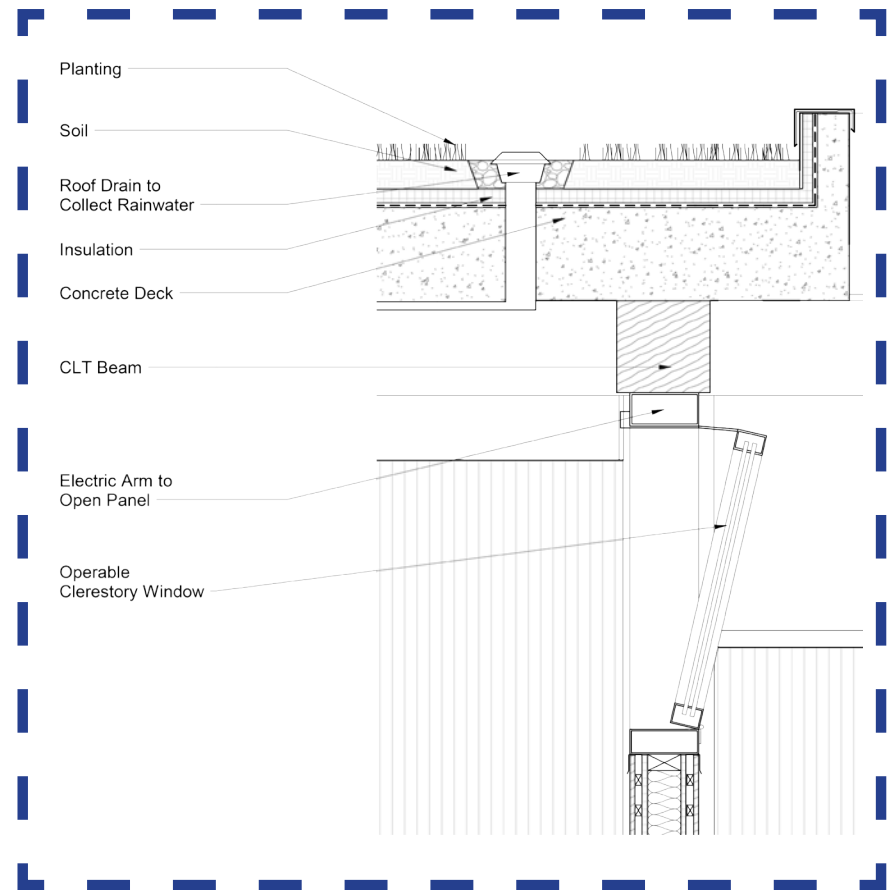 Planting
Soil
Roof Drain to
Collect Rainwater
Insulation
Concrete Deck
CLT Beam
Electric Arm to
Open Panel
Operable
Clerestory Window